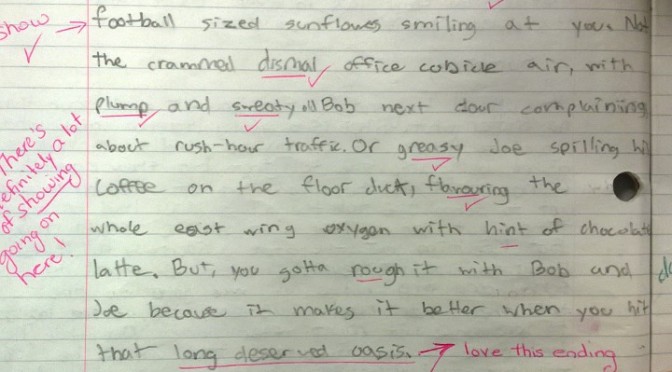 show
football sized sunflowes smiling at you. Not
the crammed dismal office cubicle air, with
plump and sweaty old Bob next door complaining
about rush-hour traffic. Or greasy Joe spilling hi
coffee on the floor duct, flavouring the
whole east wing oxygen with hint of chocolat
latte. But, you gotta rough it with Bob and
Joe because it makes it better when you hit
that long deserved oasis.
love this ending
There's
efinitely a lot
of showing
going on
here!